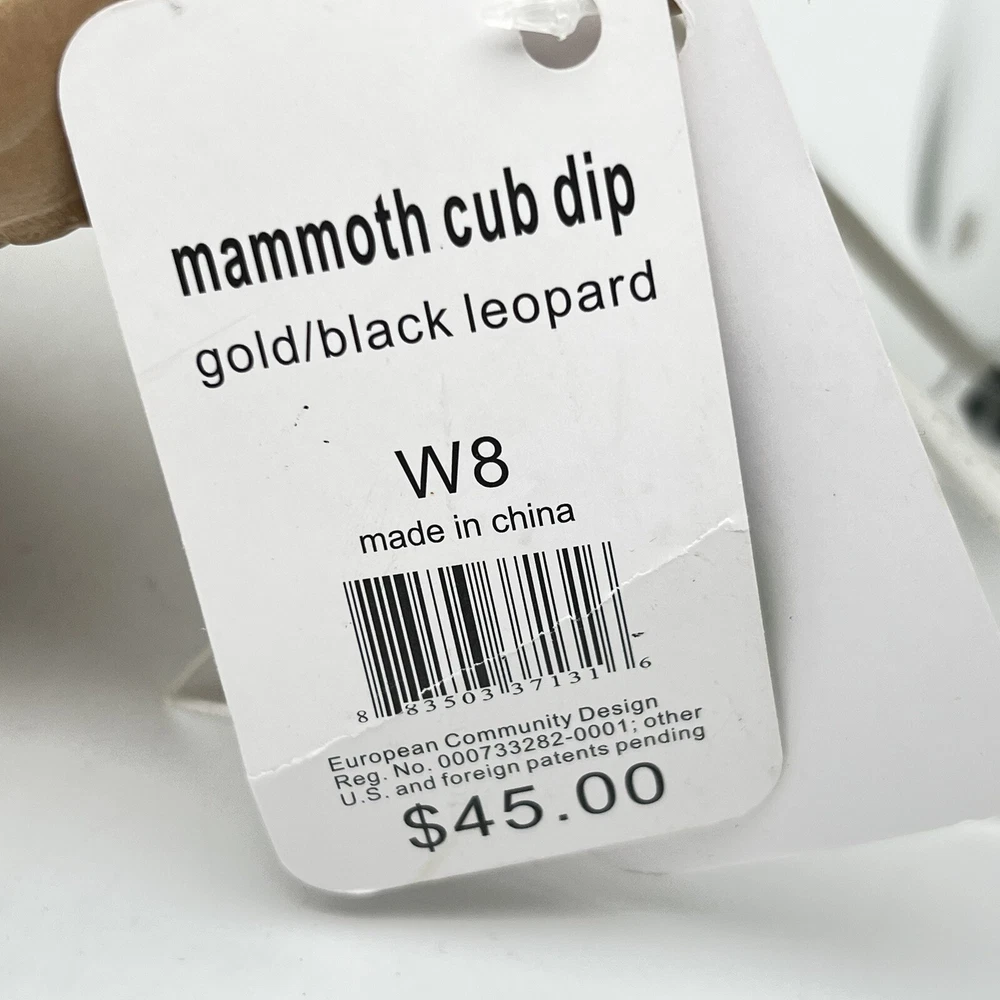 mammoth cub dip
gold/black leopard
W8
made in china
8 83503 37131 6
European Community Design
Reg. No. 000733282-0001; other
U.S. and foreign patents pending
$45.00